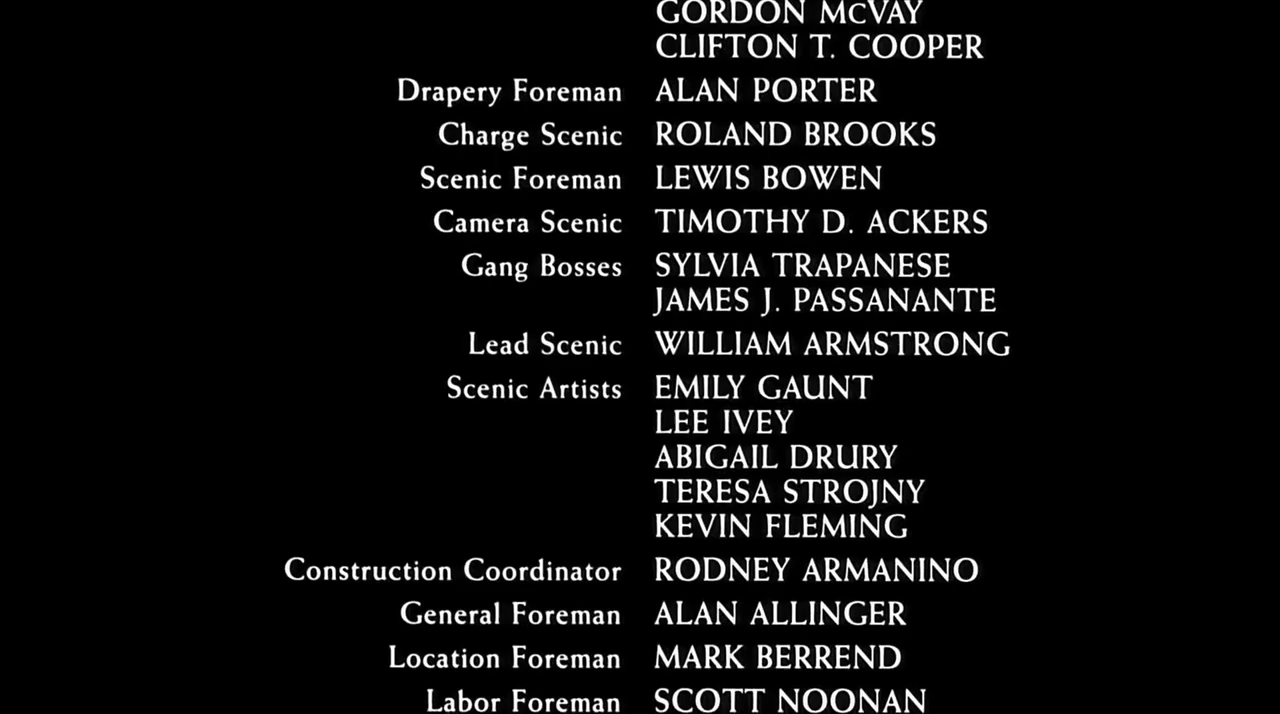 GORDON McVAY
CLIFTON T. COOPER
Drapery Foreman ALAN PORTER
Charge Scenic ROLAND BROOKS
Scenic Foreman LEWIS BOWEN
Camera Scenic TIMOTHY D. ACKERS
Gang Bosses SYLVIA TRAPANESE
JAMES J. PASSANANTE
Lead Scenic WILLIAM ARMSTRONG
Scenic Artists EMILY GAUNT
LEE IVEY
ABIGAIL DRURY
TERESA STROJNY
KEVIN FLEMING
Construction Coordinator RODNEY ARMANINO
General Foreman ALAN ALLINGER
Location Foreman MARK BERREND
Labor Foreman SCOTT NOONAN